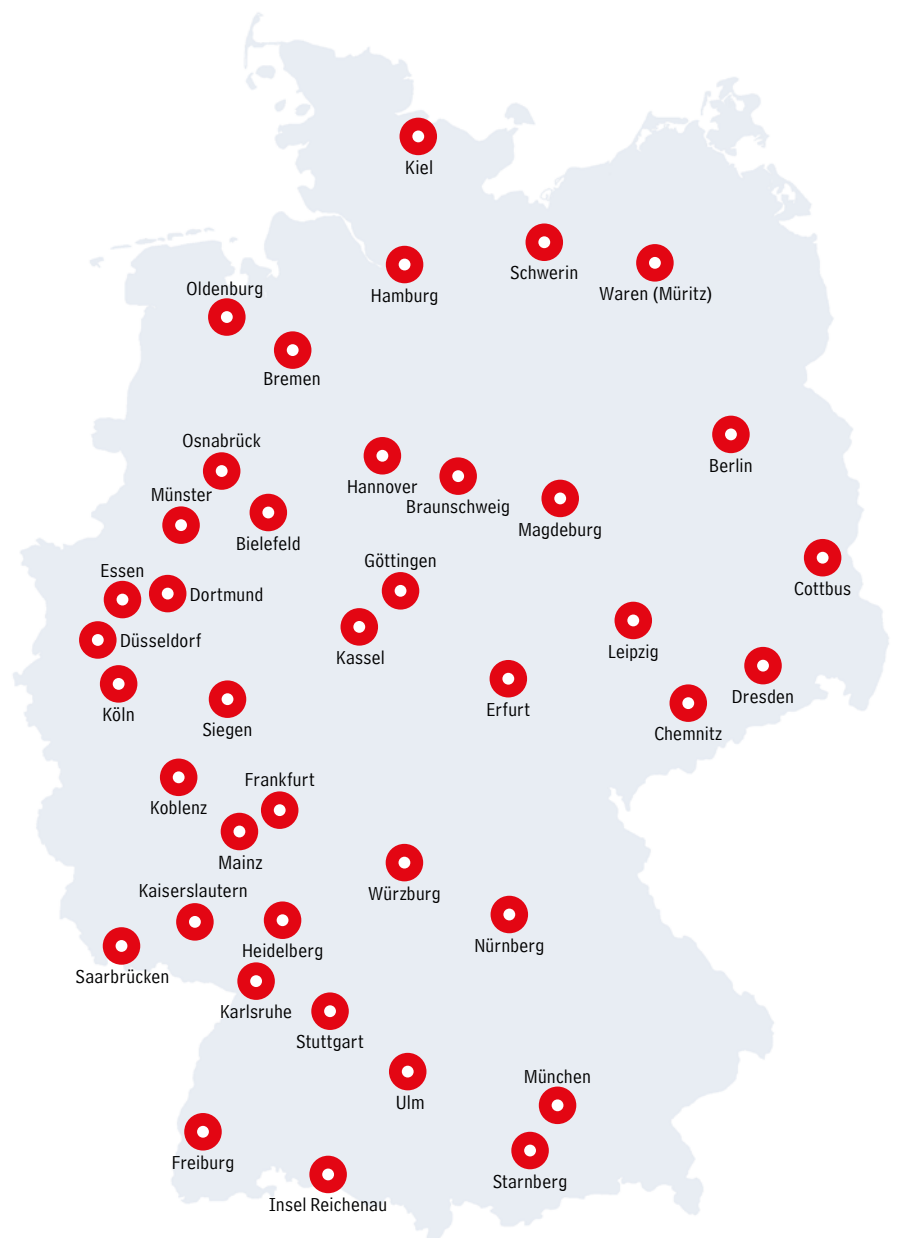 Kiel
Schwerin
Hamburg
Waren (Müritz)
Oldenburg
Bremen
Osnabrück
Berlin
Hannover
Münster
Braunschweig
Magdeburg
Bielefeld
Göttingen
Essen
Cottbus
Dortmund
Düsseldorf
Leipzig
Kassel
Dresden
Erfurt
Köln
Siegen
Chemnitz
Frankfurt
Koblenz
Mainz
Kaiserslautern
Würzburg
Nürnberg
Heidelberg
Saarbrücken
Karlsruhe
Stuttgart
München
Ulm
Freiburg
Starnberg
Insel Reichenau